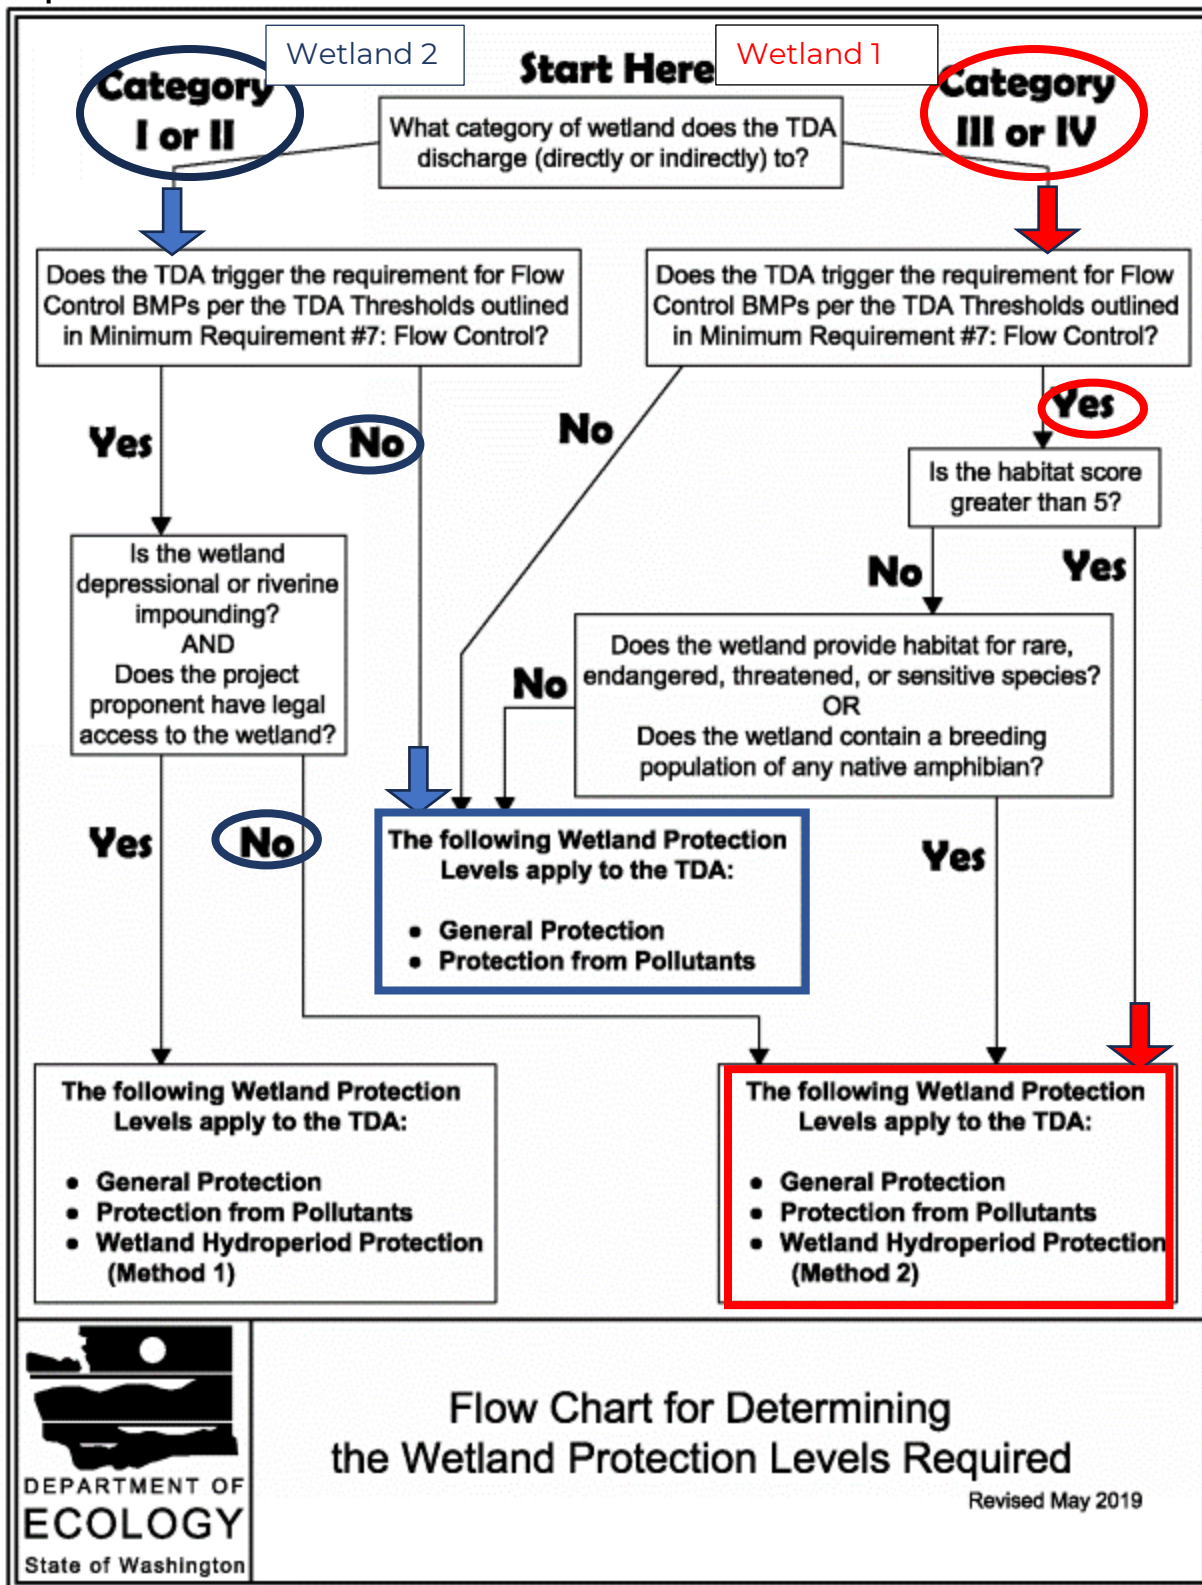 Wetland 2
Start Here
Wetland 1
Category
I or II
What category of wetland does the TDA
discharge (directly or indirectly) to?
Category
III or IV
Does the TDA trigger the requirement for Flow
Control BMPs per the TDA Thresholds outlined
in Minimum Requirement #7: Flow Control?
Does the TDA trigger the requirement for Flow
Control BMPs per the TDA Thresholds outlined
in Minimum Requirement #7: Flow Control?
Yes
No
No
Yes
Is the habitat score
greater than 5?
Is the wetland
depressional or riverine
impounding?
AND
Does the project
proponent have legal
access to the wetland?
No
Yes
Does the wetland provide habitat for rare,
endangered, threatened, or sensitive species?
OR
Does the wetland contain a breeding
population of any native amphibian?
No
Yes
No
The following Wetland Protection
Levels apply to the TDA:
• General Protection
• Protection from Pollutants
Yes
The following Wetland Protection
Levels apply to the TDA:
• General Protection
• Protection from Pollutants
• Wetland Hydroperiod Protection
(Method 1)
The following Wetland Protection
Levels apply to the TDA:
• General Protection
• Protection from Pollutants
• Wetland Hydroperiod Protection
(Method 2)
DEPARTMENT OF
ECOLOGY
State of Washington
Flow Chart for Determining
the Wetland Protection Levels Required
Revised May 2019